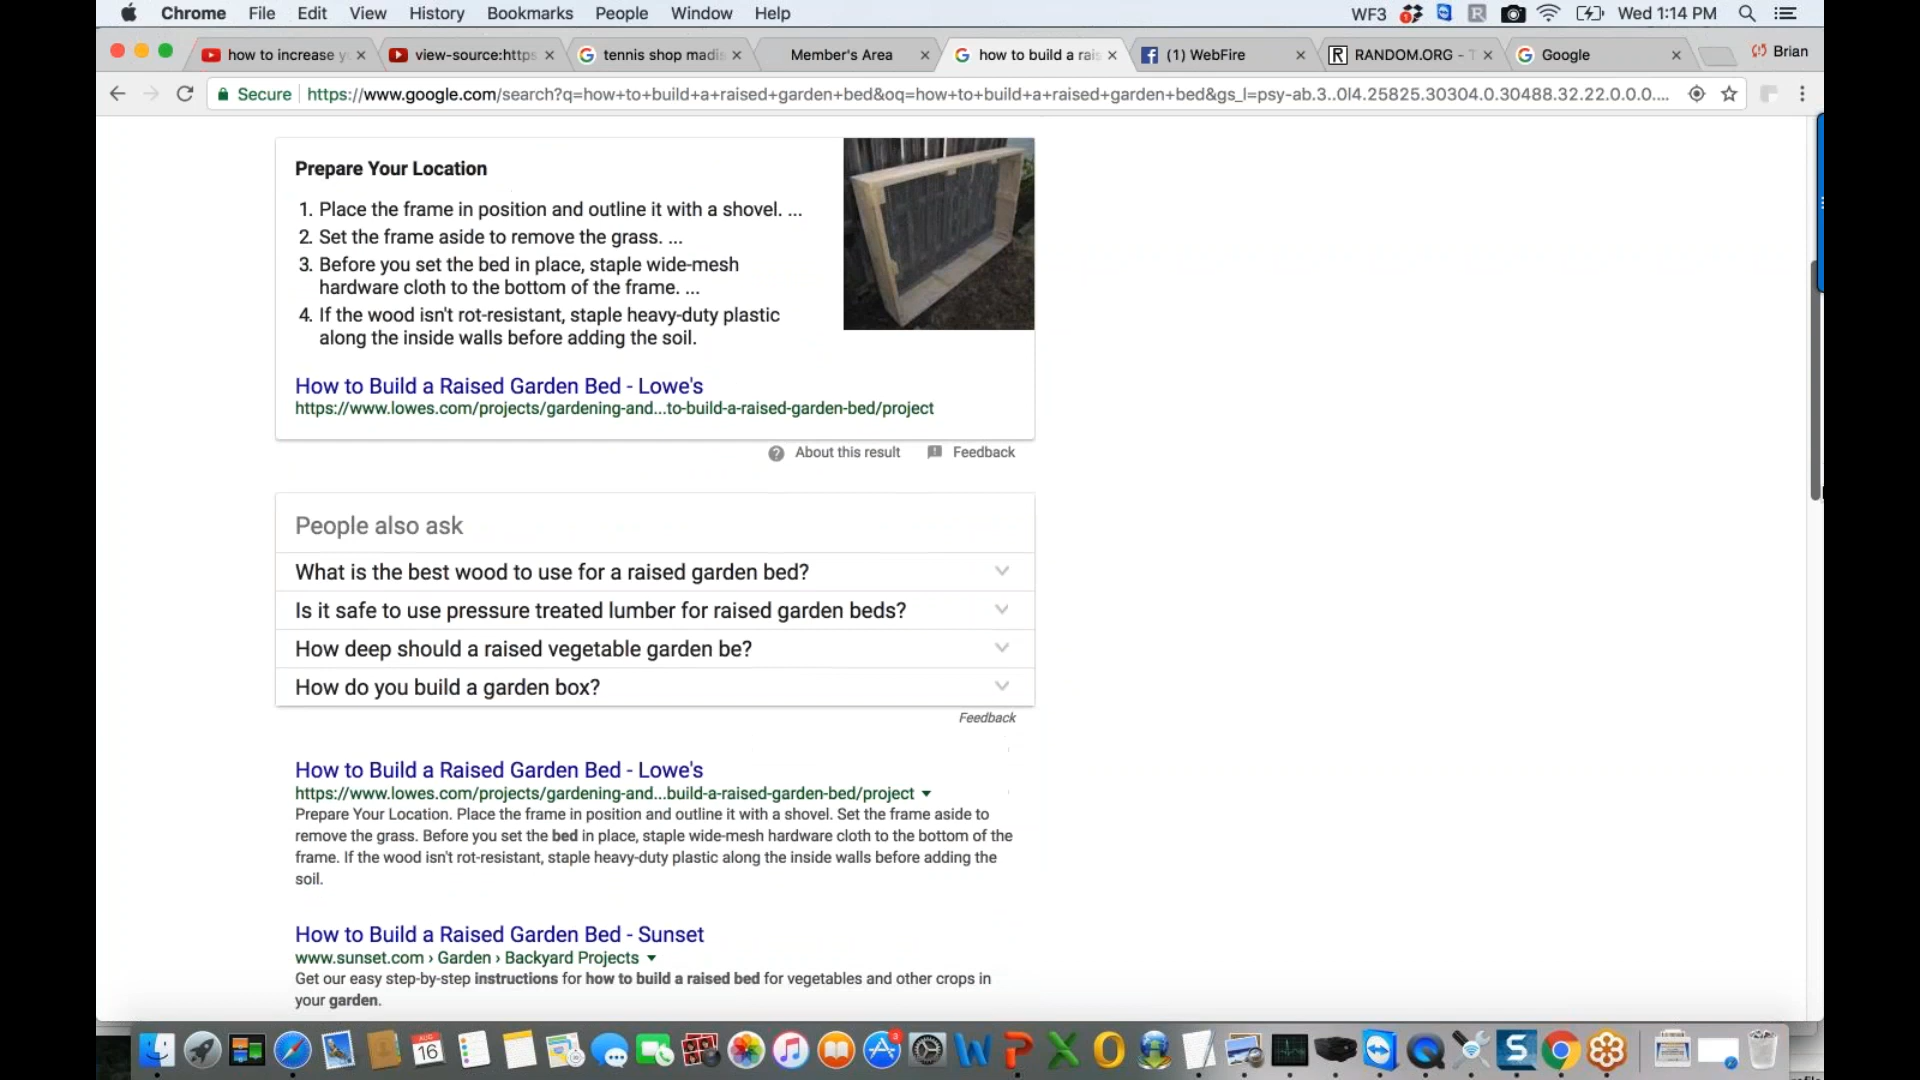 Chrome File Edit View History Bookmarks People Window Help WF3 Wed 1:14 PM
how to increase y view-source:https tennis shop madis Member's Area how to build a rais (1) WebFire RANDOM.ORG - T Google Brian
Secure https://www.google.com/search?q=how+to+build+a+raised+garden+bed&oq=how+to+build+a+raised+garden+bed&gs_l=psy-ab.3..0l4.25825.30304.0.30488.32.22.0.0.0....
Prepare Your Location
1. Place the frame in position and outline it with a shovel. ...
2. Set the frame aside to remove the grass. ...
3. Before you set the bed in place, staple wide-mesh
hardware cloth to the bottom of the frame. ...
4. If the wood isn't rot-resistant, staple heavy-duty plastic
along the inside walls before adding the soil.
How to Build a Raised Garden Bed - Lowe's
https://www.lowes.com/projects/gardening-and...to-build-a-raised-garden-bed/project
About this result Feedback
People also ask
What is the best wood to use for a raised garden bed?
Is it safe to use pressure treated lumber for raised garden beds?
How deep should a raised vegetable garden be?
How do you build a garden box?
Feedback
How to Build a Raised Garden Bed - Lowe's
https://www.lowes.com/projects/gardening-and...build-a-raised-garden-bed/project
Prepare Your Location. Place the frame in position and outline it with a shovel. Set the frame aside to
remove the grass. Before you set the bed in place, staple wide-mesh hardware cloth to the bottom of the
frame. If the wood isn't rot-resistant, staple heavy-duty plastic along the inside walls before adding the
soil.
How to Build a Raised Garden Bed - Sunset
www.sunset.com › Garden › Backyard Projects
Get our easy step-by-step instructions for how to build a raised bed for vegetables and other crops in
your garden.
AUG
16